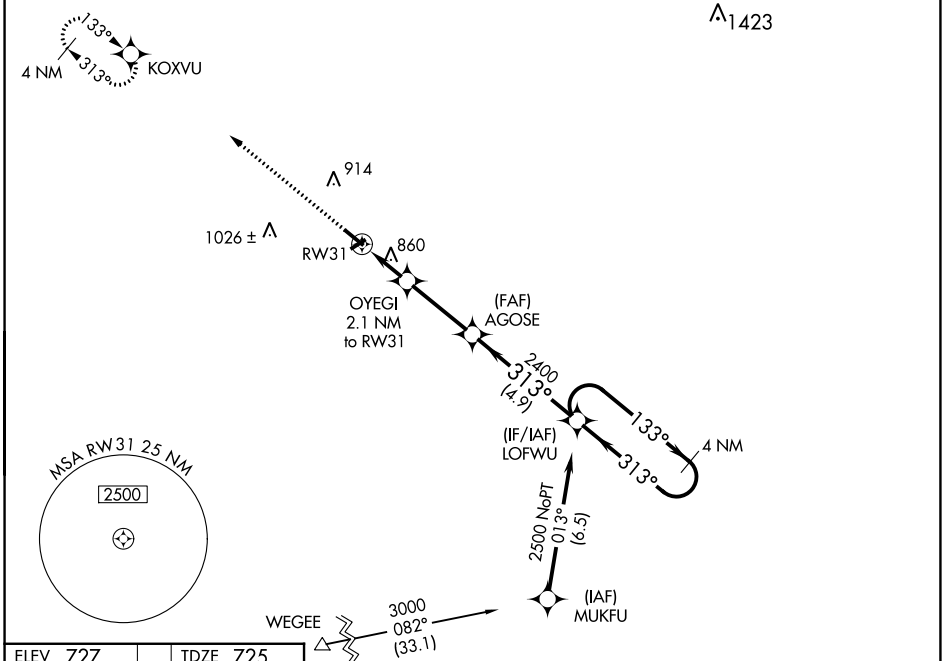 1423
133°
313°
4 NM
KOXVU
914
1026 ±
RW31
860
OYEGI
2.1 NM
to RW31
(FAF)
AGOSE
2400
313°
(4.9)
(IF/IAF)
LOFWU
133°
313°
4 NM
MSA RW31 25 NM
2500
2500 NoPT
013°
(6.5)
(IAF)
MUKFU
WEGEE
3000
082°
(33.1)
ELEV 727
TDZE 725